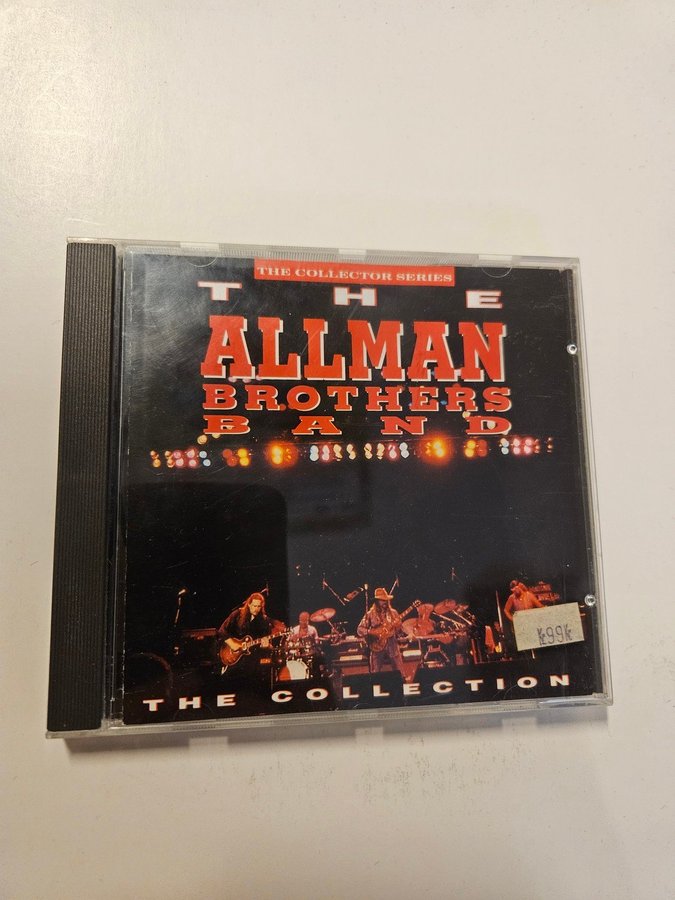 THE COLLECTOR SERIES
THE
ALLMAN
BROTHERS
BAND
THE COLLECTION